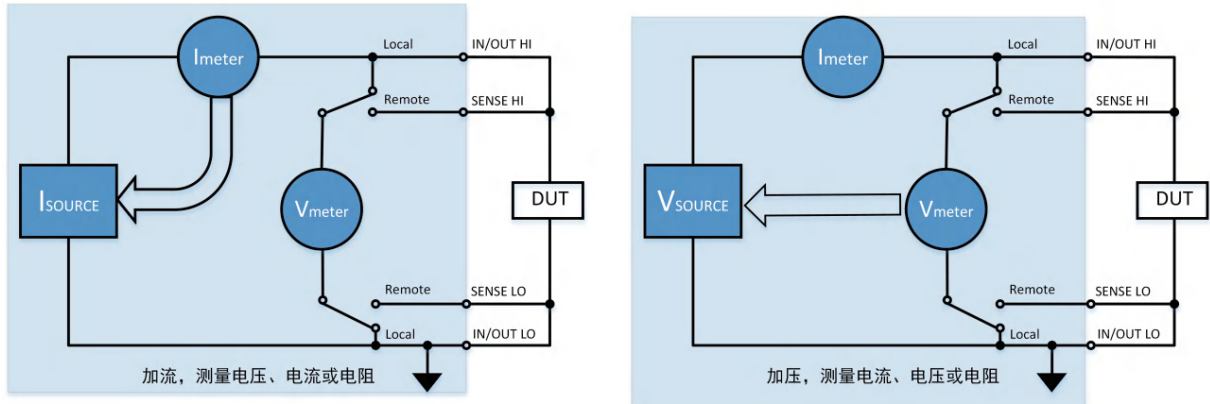 Imeter
Local
IN/OUT HI
Remote
SENSE HI
ISOURCE
Vmeter
DUT
Remote
SENSE LO
Local
IN/OUT LO
加流，测量电压、电流或电阻
Imeter
Local
IN/OUT HI
Remote
SENSE HI
VSOURCE
Vmeter
DUT
Remote
SENSE LO
Local
IN/OUT LO
加压，测量电流、电压或电阻